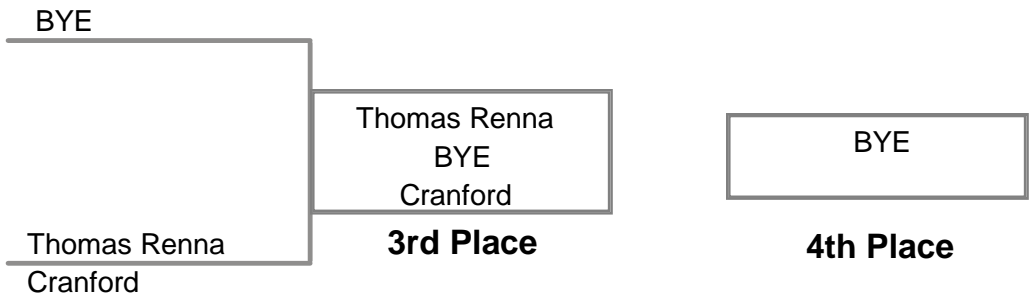 BYE
Thomas Renna
BYE
Cranford
3rd Place
BYE
4th Place
Thomas Renna
Cranford